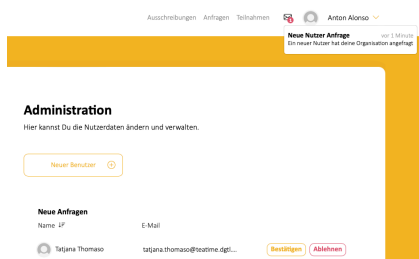 Ausschreibungen Anfragen Teilnahmen Anton Alonso
Neue Nutzer Anfrage vor 1 Minute
Ein neuer Nutzer hat deine Organisation angefragt
Administration
Hier kannst Du die Nutzerdaten ändern und verwalten.
Neuer Benutzer
Neue Anfragen
Name E-Mail
Tatjana Thomaso tatjana.thomaso@teatime.dgtl... Bestätigen Ablehnen